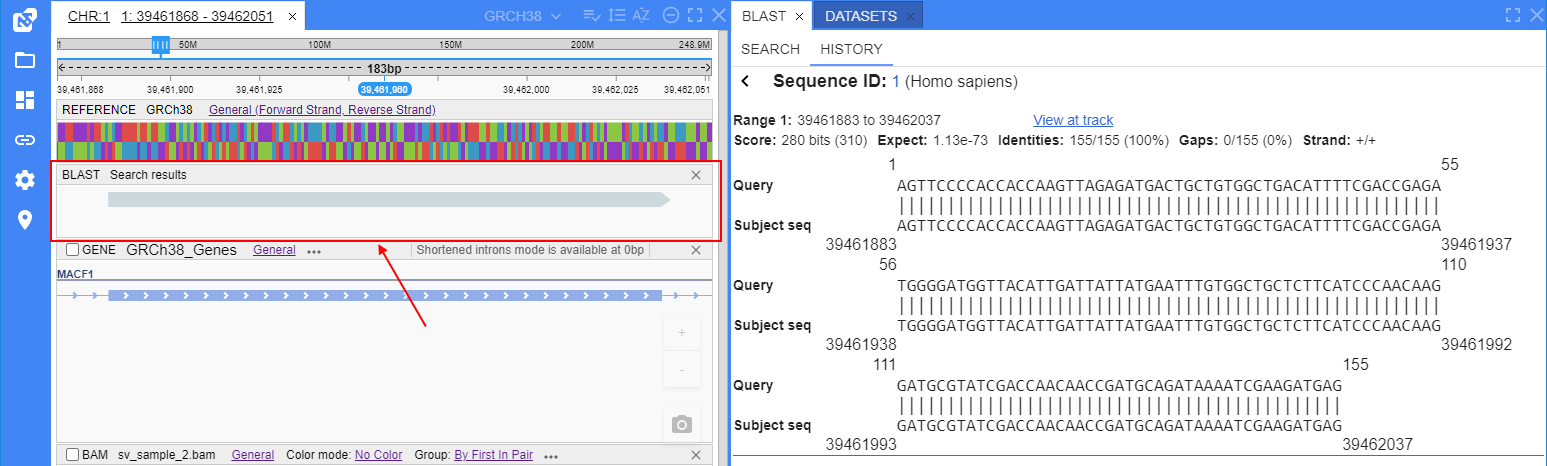 CHR:1 1: 39461868 - 39462051 ×
GRCH38
1 50M 100M 150M 200M 248.9M
183bp
39,461,868 39,461,900 39,461,925 39,461,960 39,462,000 39,462,025 39,462,051
REFERENCE GRCh38 General (Forward Strand, Reverse Strand)
BLAST Search results
GENE GRCh38_Genes General ••• Shortened introns mode is available at 0bp
MACF1
+
-
BAM sv_sample_2.bam General Color mode: No Color Group: By First In Pair •••
BLAST × DATASETS ×
SEARCH HISTORY
Sequence ID: 1 (Homo sapiens)
Range 1: 39461883 to 39462037 View at track
Score: 280 bits (310) Expect: 1.13e-73 Identities: 155/155 (100%) Gaps: 0/155 (0%) Strand: +/+
1 55
Query AGTTCCCCACCACCAAGTTAGAGATGACTGCTGTGGCTGACATTTTCGACCGAGA
|||||||||||||||||||||||||||||||||||||||||||||||||||||||
Subject seq AGTTCCCCACCACCAAGTTAGAGATGACTGCTGTGGCTGACATTTTCGACCGAGA
39461883 39461937
56 110
Query TGGGGATGGTTACATTGATTATTATGAATTTGTGGCTGCTCTTCATCCCAACAAG
|||||||||||||||||||||||||||||||||||||||||||||||||||||||
Subject seq TGGGGATGGTTACATTGATTATTATGAATTTGTGGCTGCTCTTCATCCCAACAAG
39461938 39461992
111 155
Query GATGCGTATCGACCAACAACCGATGCAGATAAAATCGAAGATGAG
|||||||||||||||||||||||||||||||||||||||||||||
Subject seq GATGCGTATCGACCAACAACCGATGCAGATAAAATCGAAGATGAG
39461993 39462037